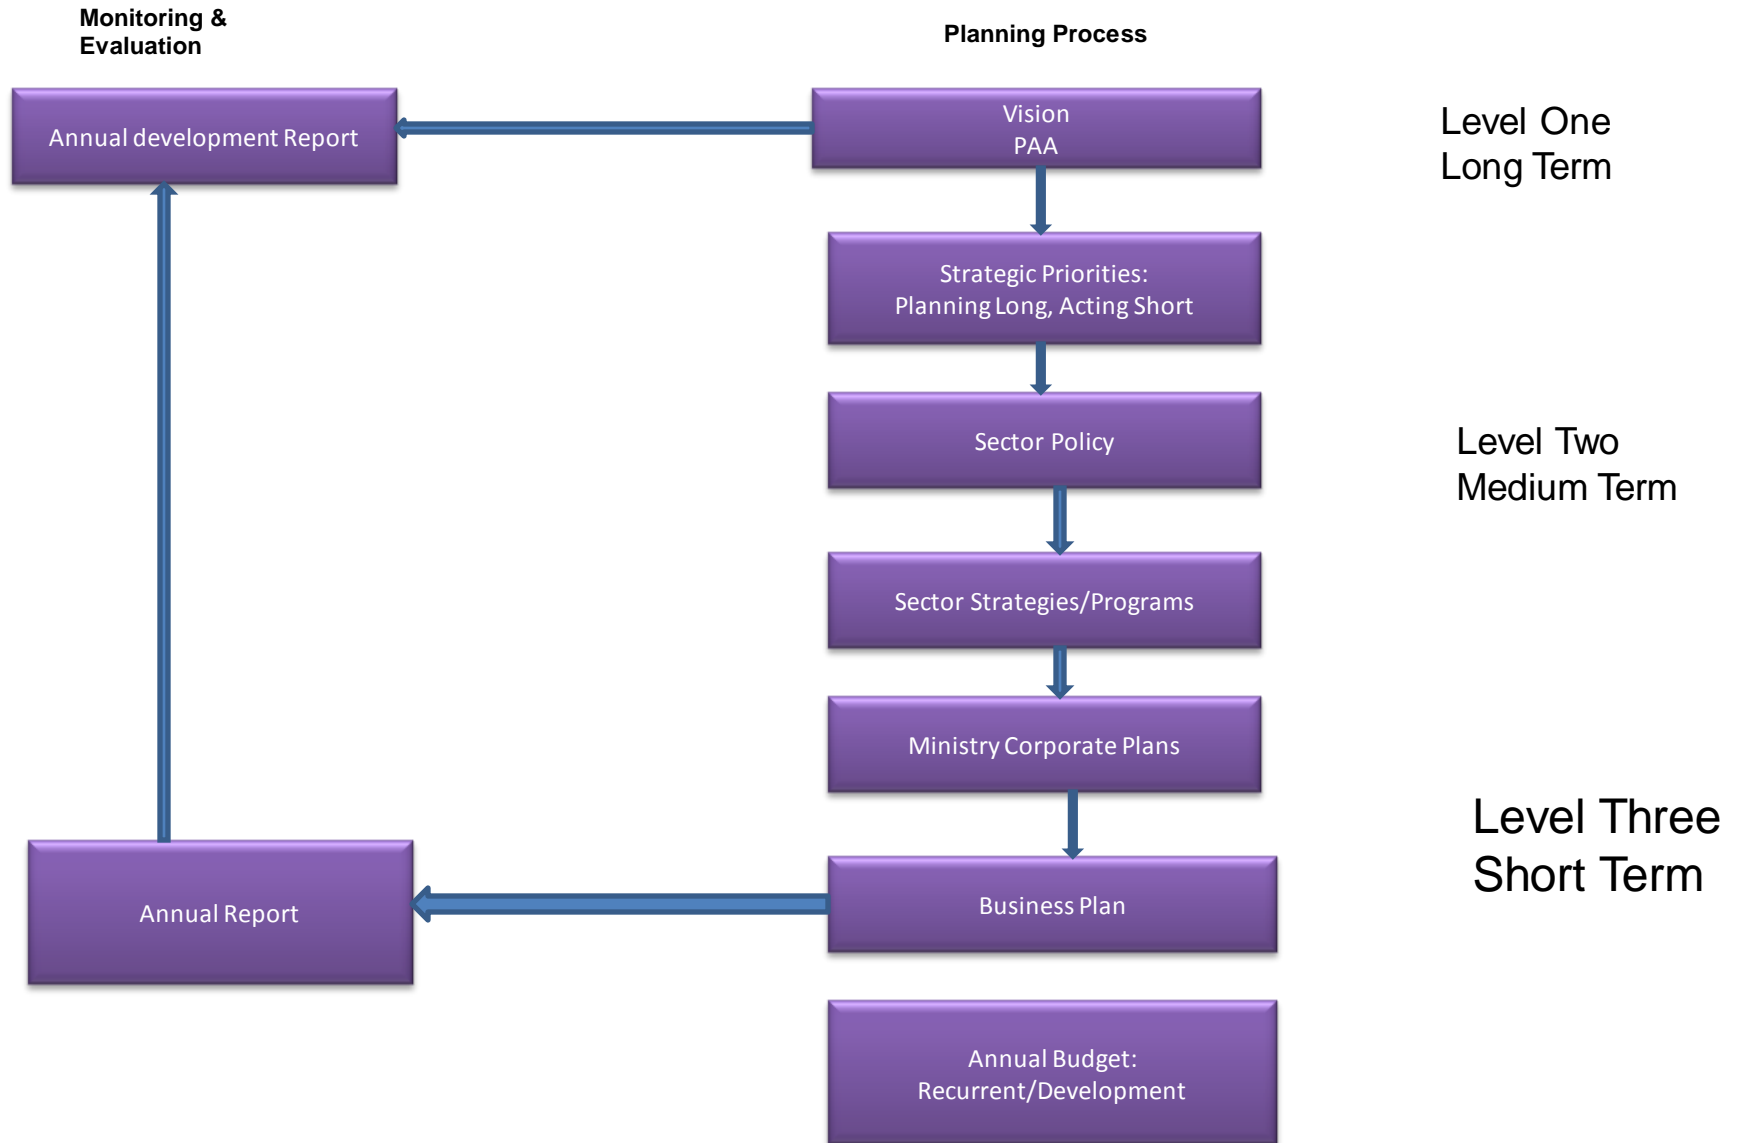 Monitoring &
Evaluation
Planning Process
Annual development Report
Vision
PAA
Level One
Long Term
Strategic Priorities:
Planning Long, Acting Short
Sector Policy
Level Two
Medium Term
Sector Strategies/Programs
Ministry Corporate Plans
Level Three
Short Term
Annual Report
Business Plan
Annual Budget:
Recurrent/Development